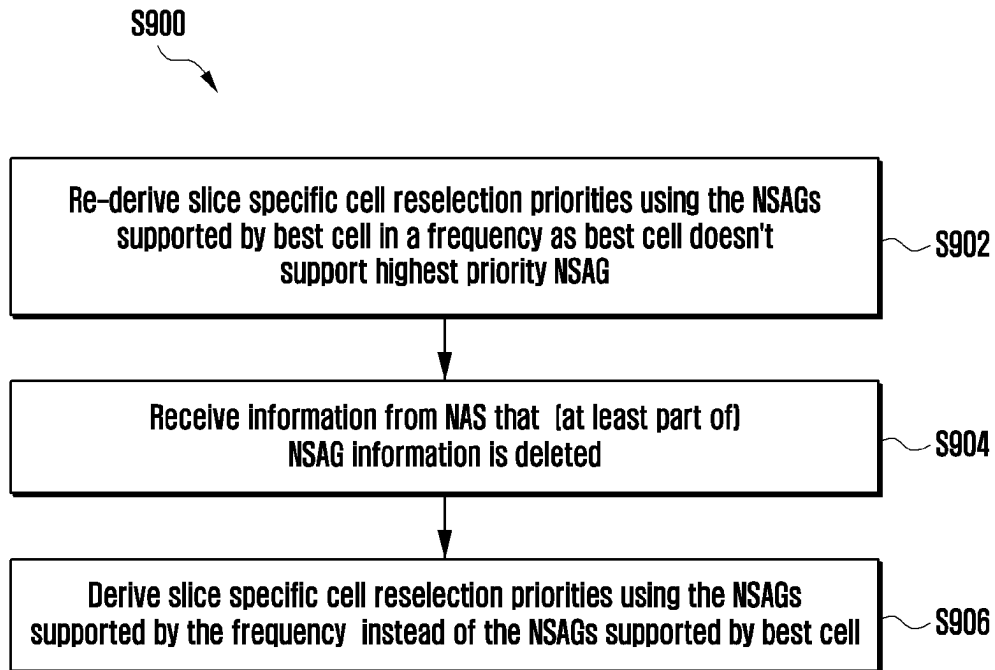 S900
Re-derive slice specific cell reselection priorities using the NSAGs
supported by best cell in a frequency as best cell doesn't
support highest priority NSAG
S902
Receive information from NAS that (at least part of)
NSAG information is deleted
S904
Derive slice specific cell reselection priorities using the NSAGs
supported by the frequency instead of the NSAGs supported by best cell
S906